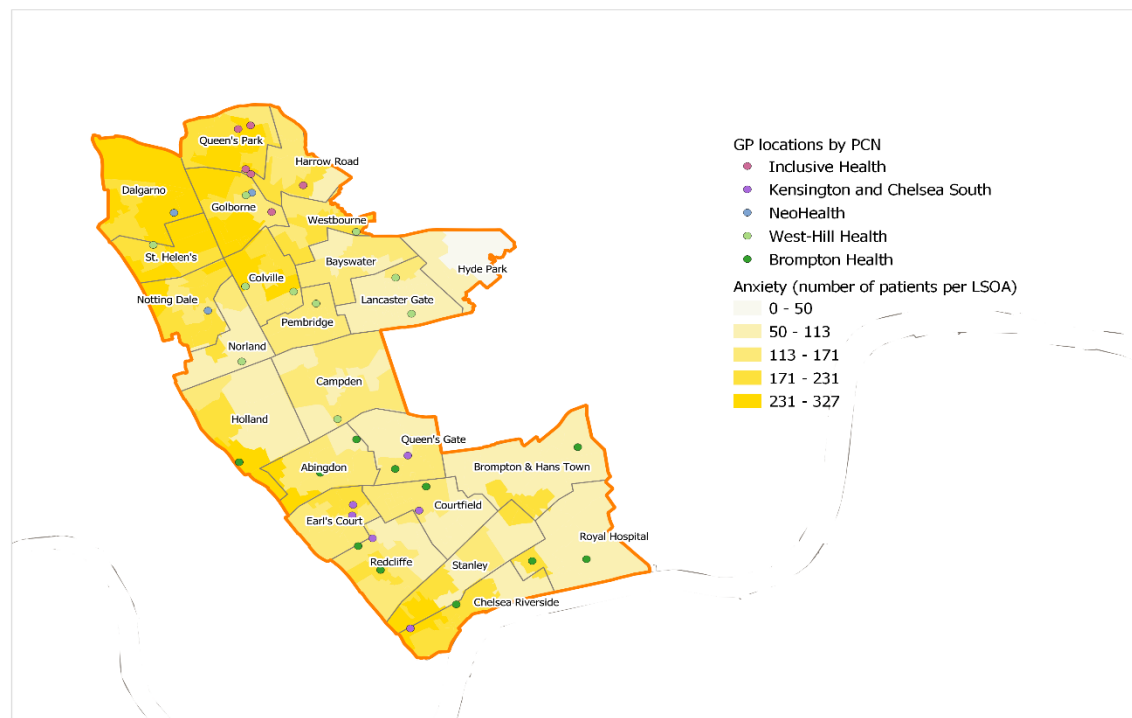 Queen's Park
Harrow Road
Dalgarno
Golborne
Westbourne
St. Helen's
Bayswater
Hyde Park
Colville
Notting Dale
Lancaster Gate
Pembridge
Norland
Campden
Holland
Queen's Gate
Abingdon
Brompton & Hans Town
Courtfield
Earl's Court
Royal Hospital
Redcliffe
Stanley
Chelsea Riverside
GP locations by PCN
Inclusive Health
Kensington and Chelsea South
NeoHealth
West-Hill Health
Brompton Health
Anxiety (number of patients per LSOA)
0 - 50
50 - 113
113 - 171
171 - 231
231 - 327